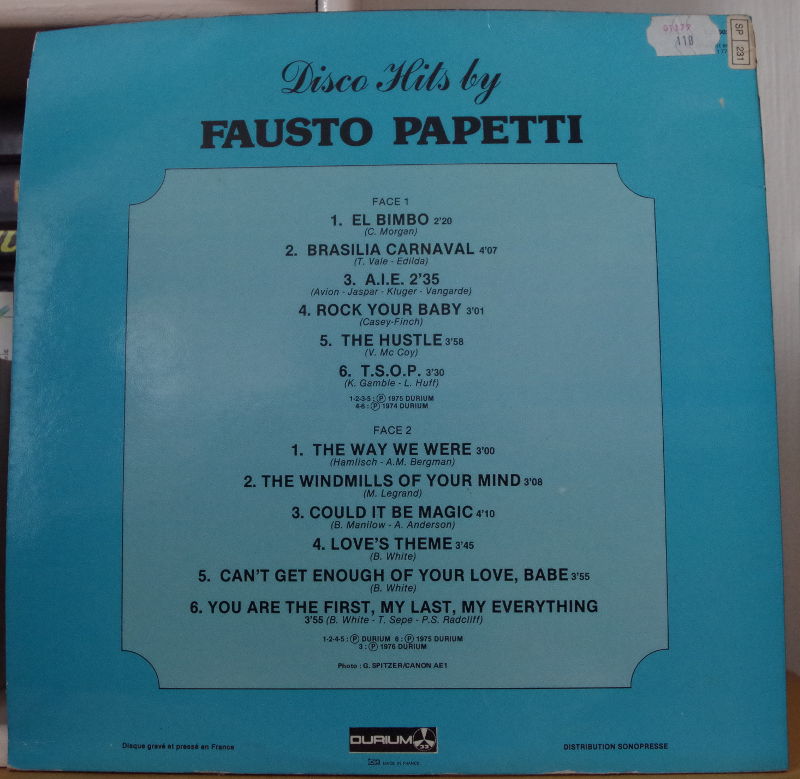 07177
110
SP 231
Disco Hits by
FAUSTO PAPETTI
FACE 1
1. EL BIMBO 2'20
(C. Morgan)
2. BRASILIA CARNAVAL 4'07
(T. Vale - Edilda)
3. A.I.E. 2'35
(Avion - Jaspar - Kluger - Vangarde)
4. ROCK YOUR BABY 3'01
(Casey-Finch)
5. THE HUSTLE 3'58
(V. Mc Coy)
6. T.S.O.P. 3'30
(K. Gamble - L. Huff)
1-2-3-5 : Ⓟ 1975 DURIUM
4-6 : Ⓟ 1974 DURIUM
FACE 2
1. THE WAY WE WERE 3'00
(Hamlisch - A.M. Bergman)
2. THE WINDMILLS OF YOUR MIND 3'08
(M. Legrand)
3. COULD IT BE MAGIC 4'10
(B. Manilow - A. Anderson)
4. LOVE'S THEME 3'45
(B. White)
5. CAN'T GET ENOUGH OF YOUR LOVE, BABE 3'55
(B. White)
6. YOU ARE THE FIRST, MY LAST, MY EVERYTHING
3'55 (B. White - T. Sepe - P.S. Radcliff)
1-2-4-5 : Ⓟ DURIUM 6 : Ⓟ 1975 DURIUM
3 : Ⓟ 1976 DURIUM
Photo : G. SPITZER/CANON AE1
Disque gravé et pressé en France
DURIUM 33
DISTRIBUTION SONOPRESSE
MADE IN FRANCE